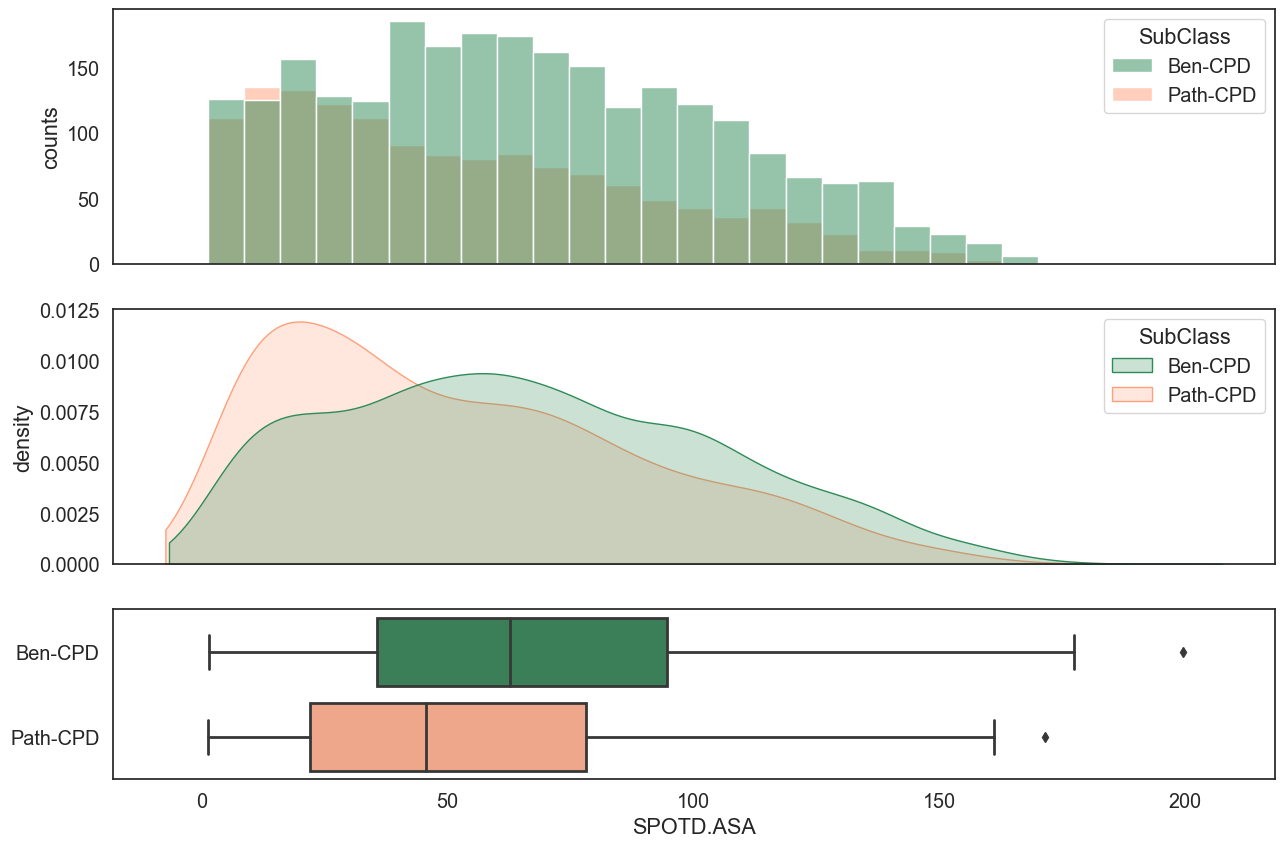 SubClass
Ben-CPD
Path-CPD
counts
150
100
50
0
SubClass
Ben-CPD
Path-CPD
density
0.0125
0.0100
0.0075
0.0050
0.0025
0.0000
Ben-CPD
Path-CPD
0 50 100 150 200
SPOTD.ASA